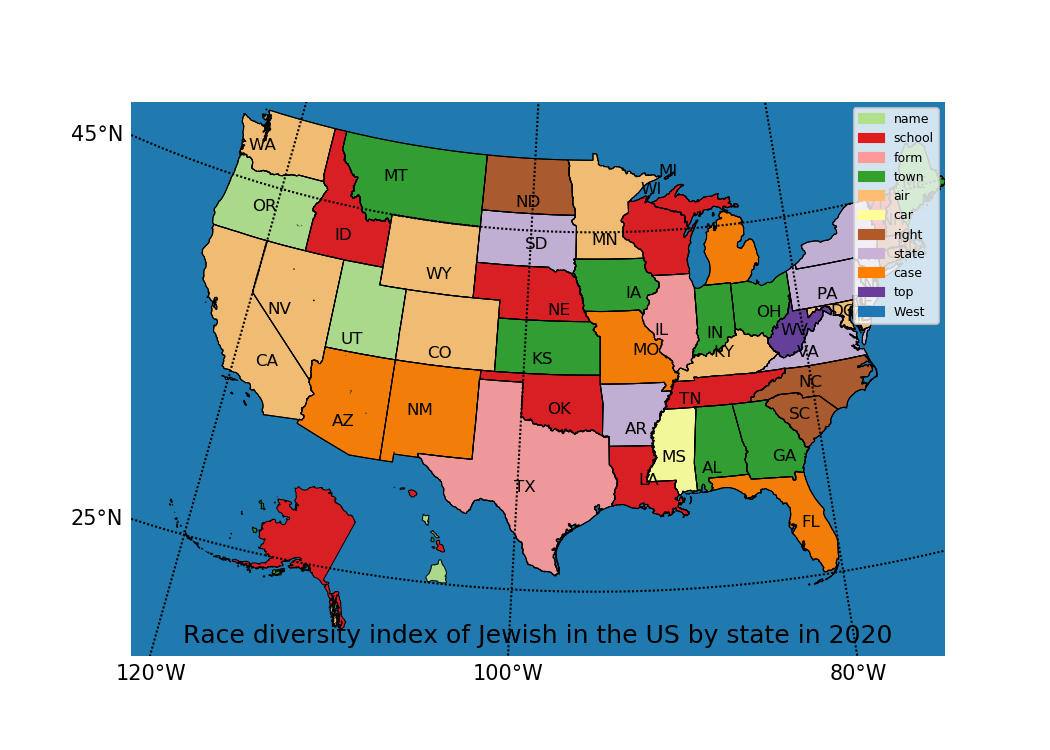 45°N
25°N
120°W
100°W
80°W
WA
OR
ID
MT
ND
SD
WY
NV
UT
CA
CO
AZ
NM
NE
KS
OK
TX
MN
IA
MO
AR
LA
WI
MI
IL
IN
OH
KY
TN
MS
AL
GA
FL
SC
NC
VA
WV
PA
DC
name
school
form
town
air
car
right
state
case
top
West
Race diversity index of Jewish in the US by state in 2020